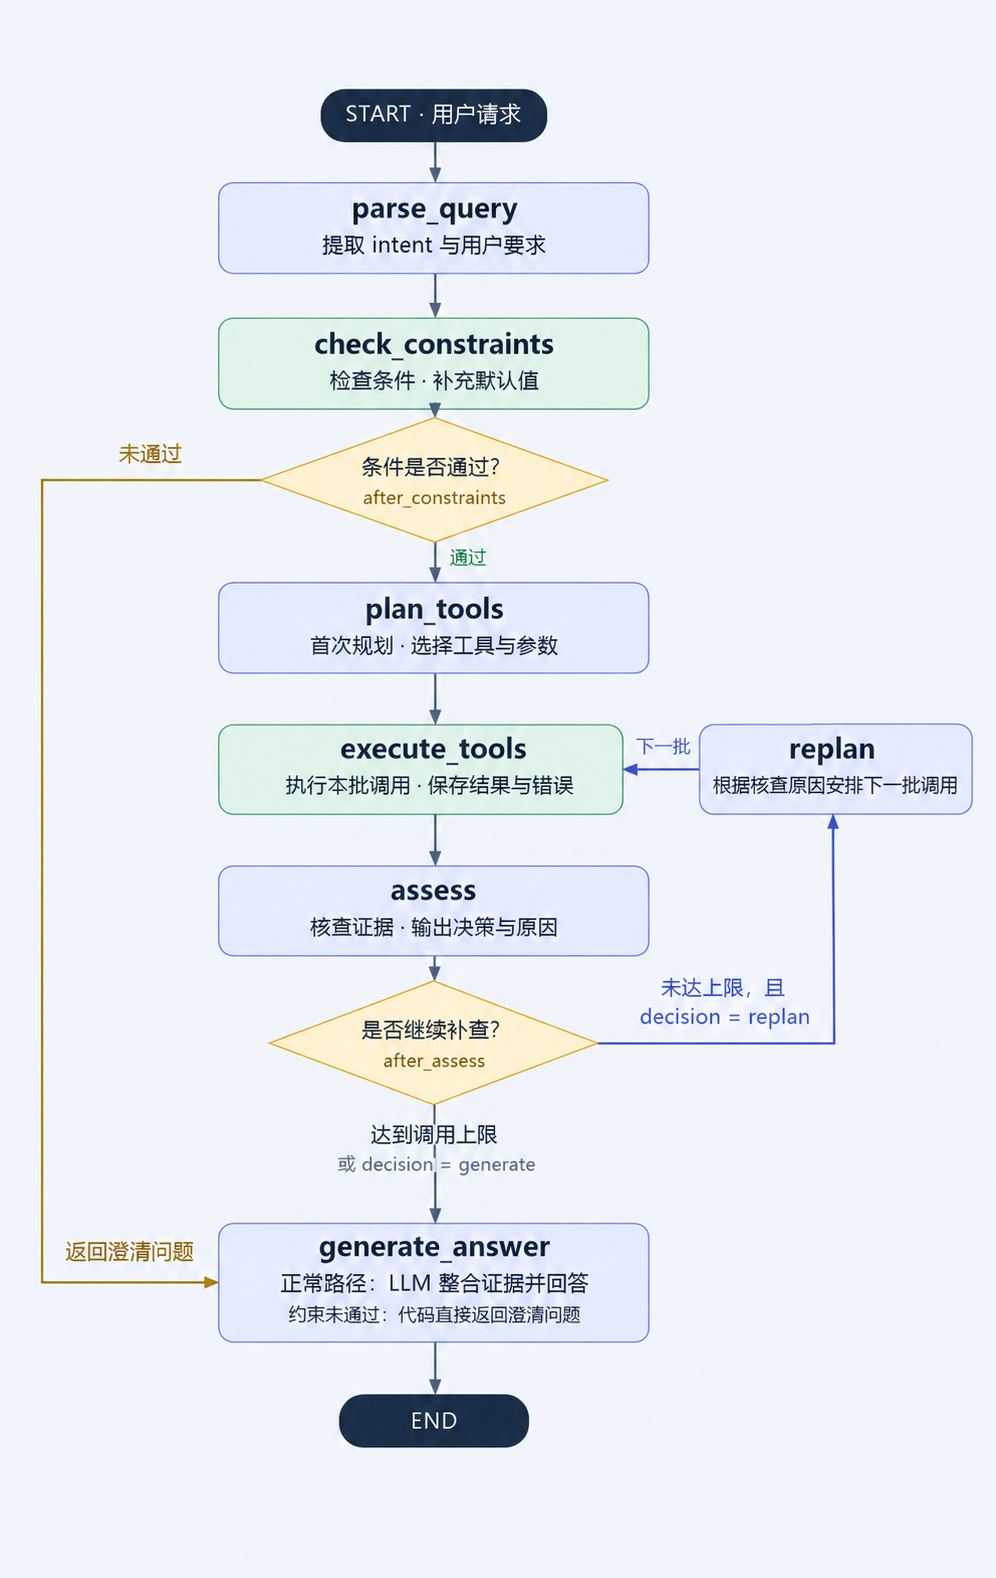 START · 用户请求
parse_query
提取 intent 与用户要求
check_constraints
检查条件 · 补充默认值
未通过
条件是否通过?
after_constraints
通过
plan_tools
首次规划 · 选择工具与参数
execute_tools
执行本批调用 · 保存结果与错误
下一批
replan
根据核查原因安排下一批调用
assess
核查证据 · 输出决策与原因
未达上限，且
decision = replan
是否继续补查?
after_assess
达到调用上限
或 decision = generate
返回澄清问题
generate_answer
正常路径：LLM 整合证据并回答
约束未通过：代码直接返回澄清问题
END